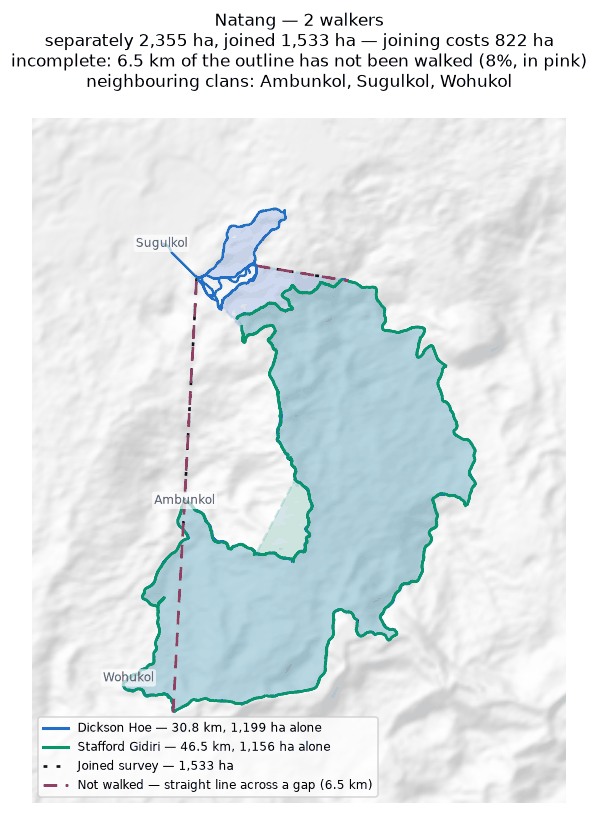 Natang — 2 walkers
separately 2,355 ha, joined 1,533 ha — joining costs 822 ha
incomplete: 6.5 km of the outline has not been walked (8%, in pink)
neighbouring clans: Ambunkol, Sugulkol, Wohukol
Sugulkol
Ambunkol
Wohukol
Dickson Hoe — 30.8 km, 1,199 ha alone
Stafford Gidiri — 46.5 km, 1,156 ha alone
Joined survey — 1,533 ha
Not walked — straight line across a gap (6.5 km)